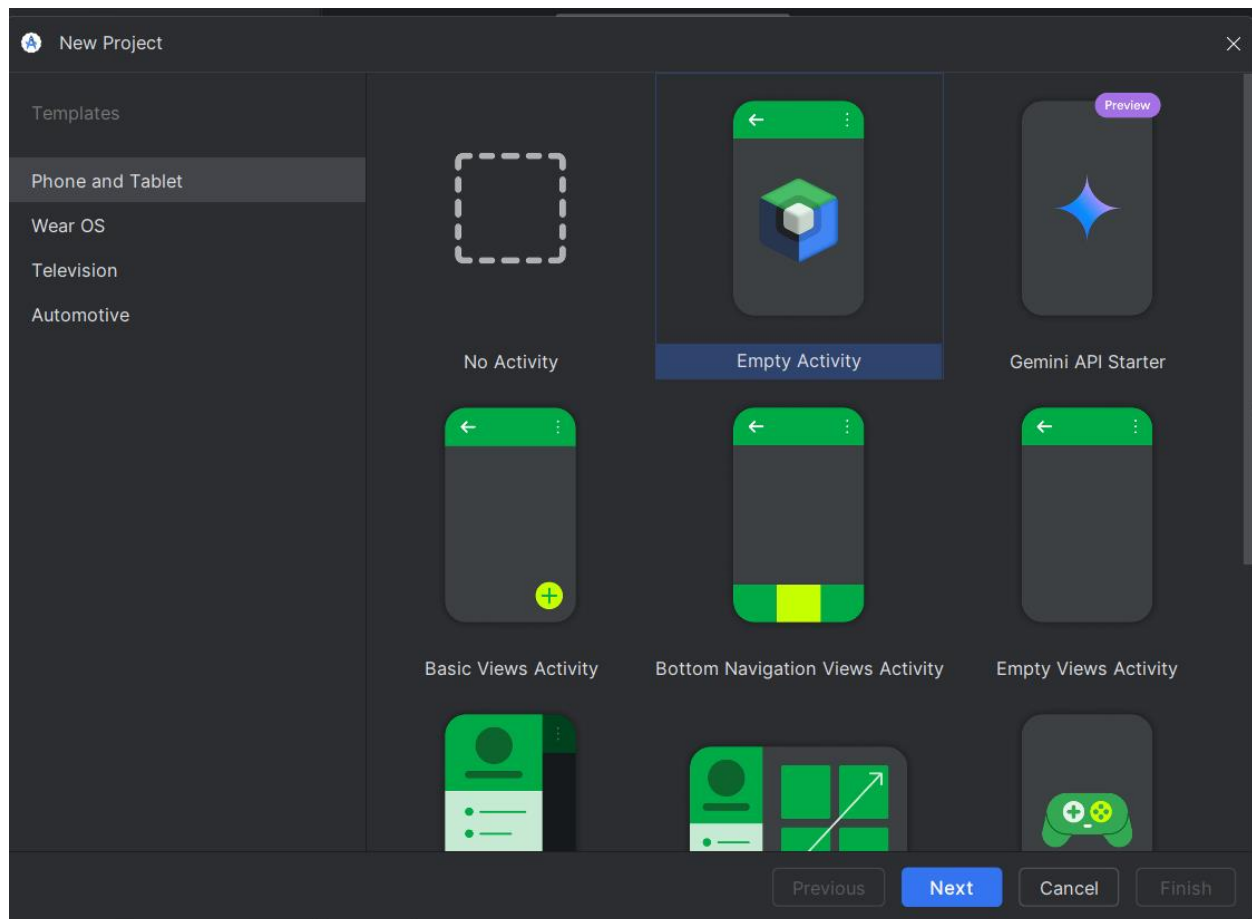 New Project
Templates
Phone and Tablet
Wear OS
Television
Automotive
Preview
No Activity
Empty Activity
Gemini API Starter
Basic Views Activity
Bottom Navigation Views Activity
Empty Views Activity
Previous
Next
Cancel
Finish